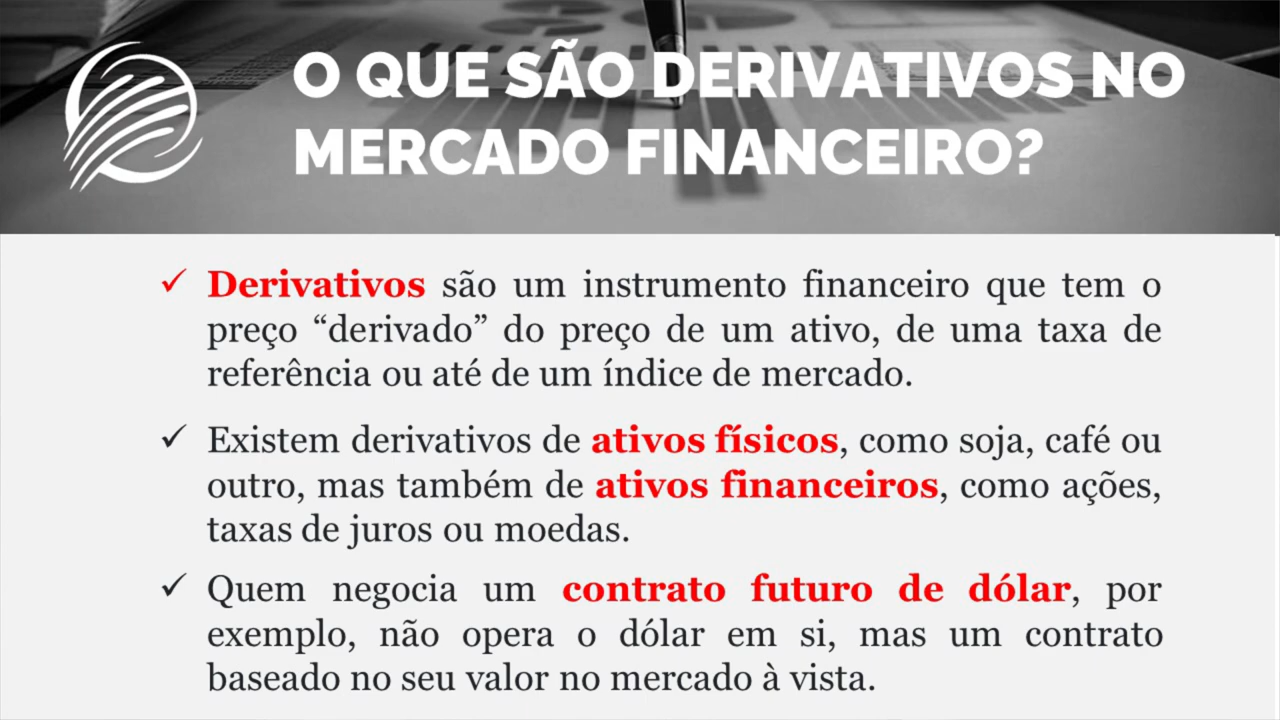 O QUE SÃO DERIVATIVOS NO
MERCADO FINANCEIRO?
✓ Derivativos são um instrumento financeiro que tem o
preço “derivado” do preço de um ativo, de uma taxa de
referência ou até de um índice de mercado.
✓ Existem derivativos de ativos físicos, como soja, café ou
outro, mas também de ativos financeiros, como ações,
taxas de juros ou moedas.
✓ Quem negocia um contrato futuro de dólar, por
exemplo, não opera o dólar em si, mas um contrato
baseado no seu valor no mercado à vista.